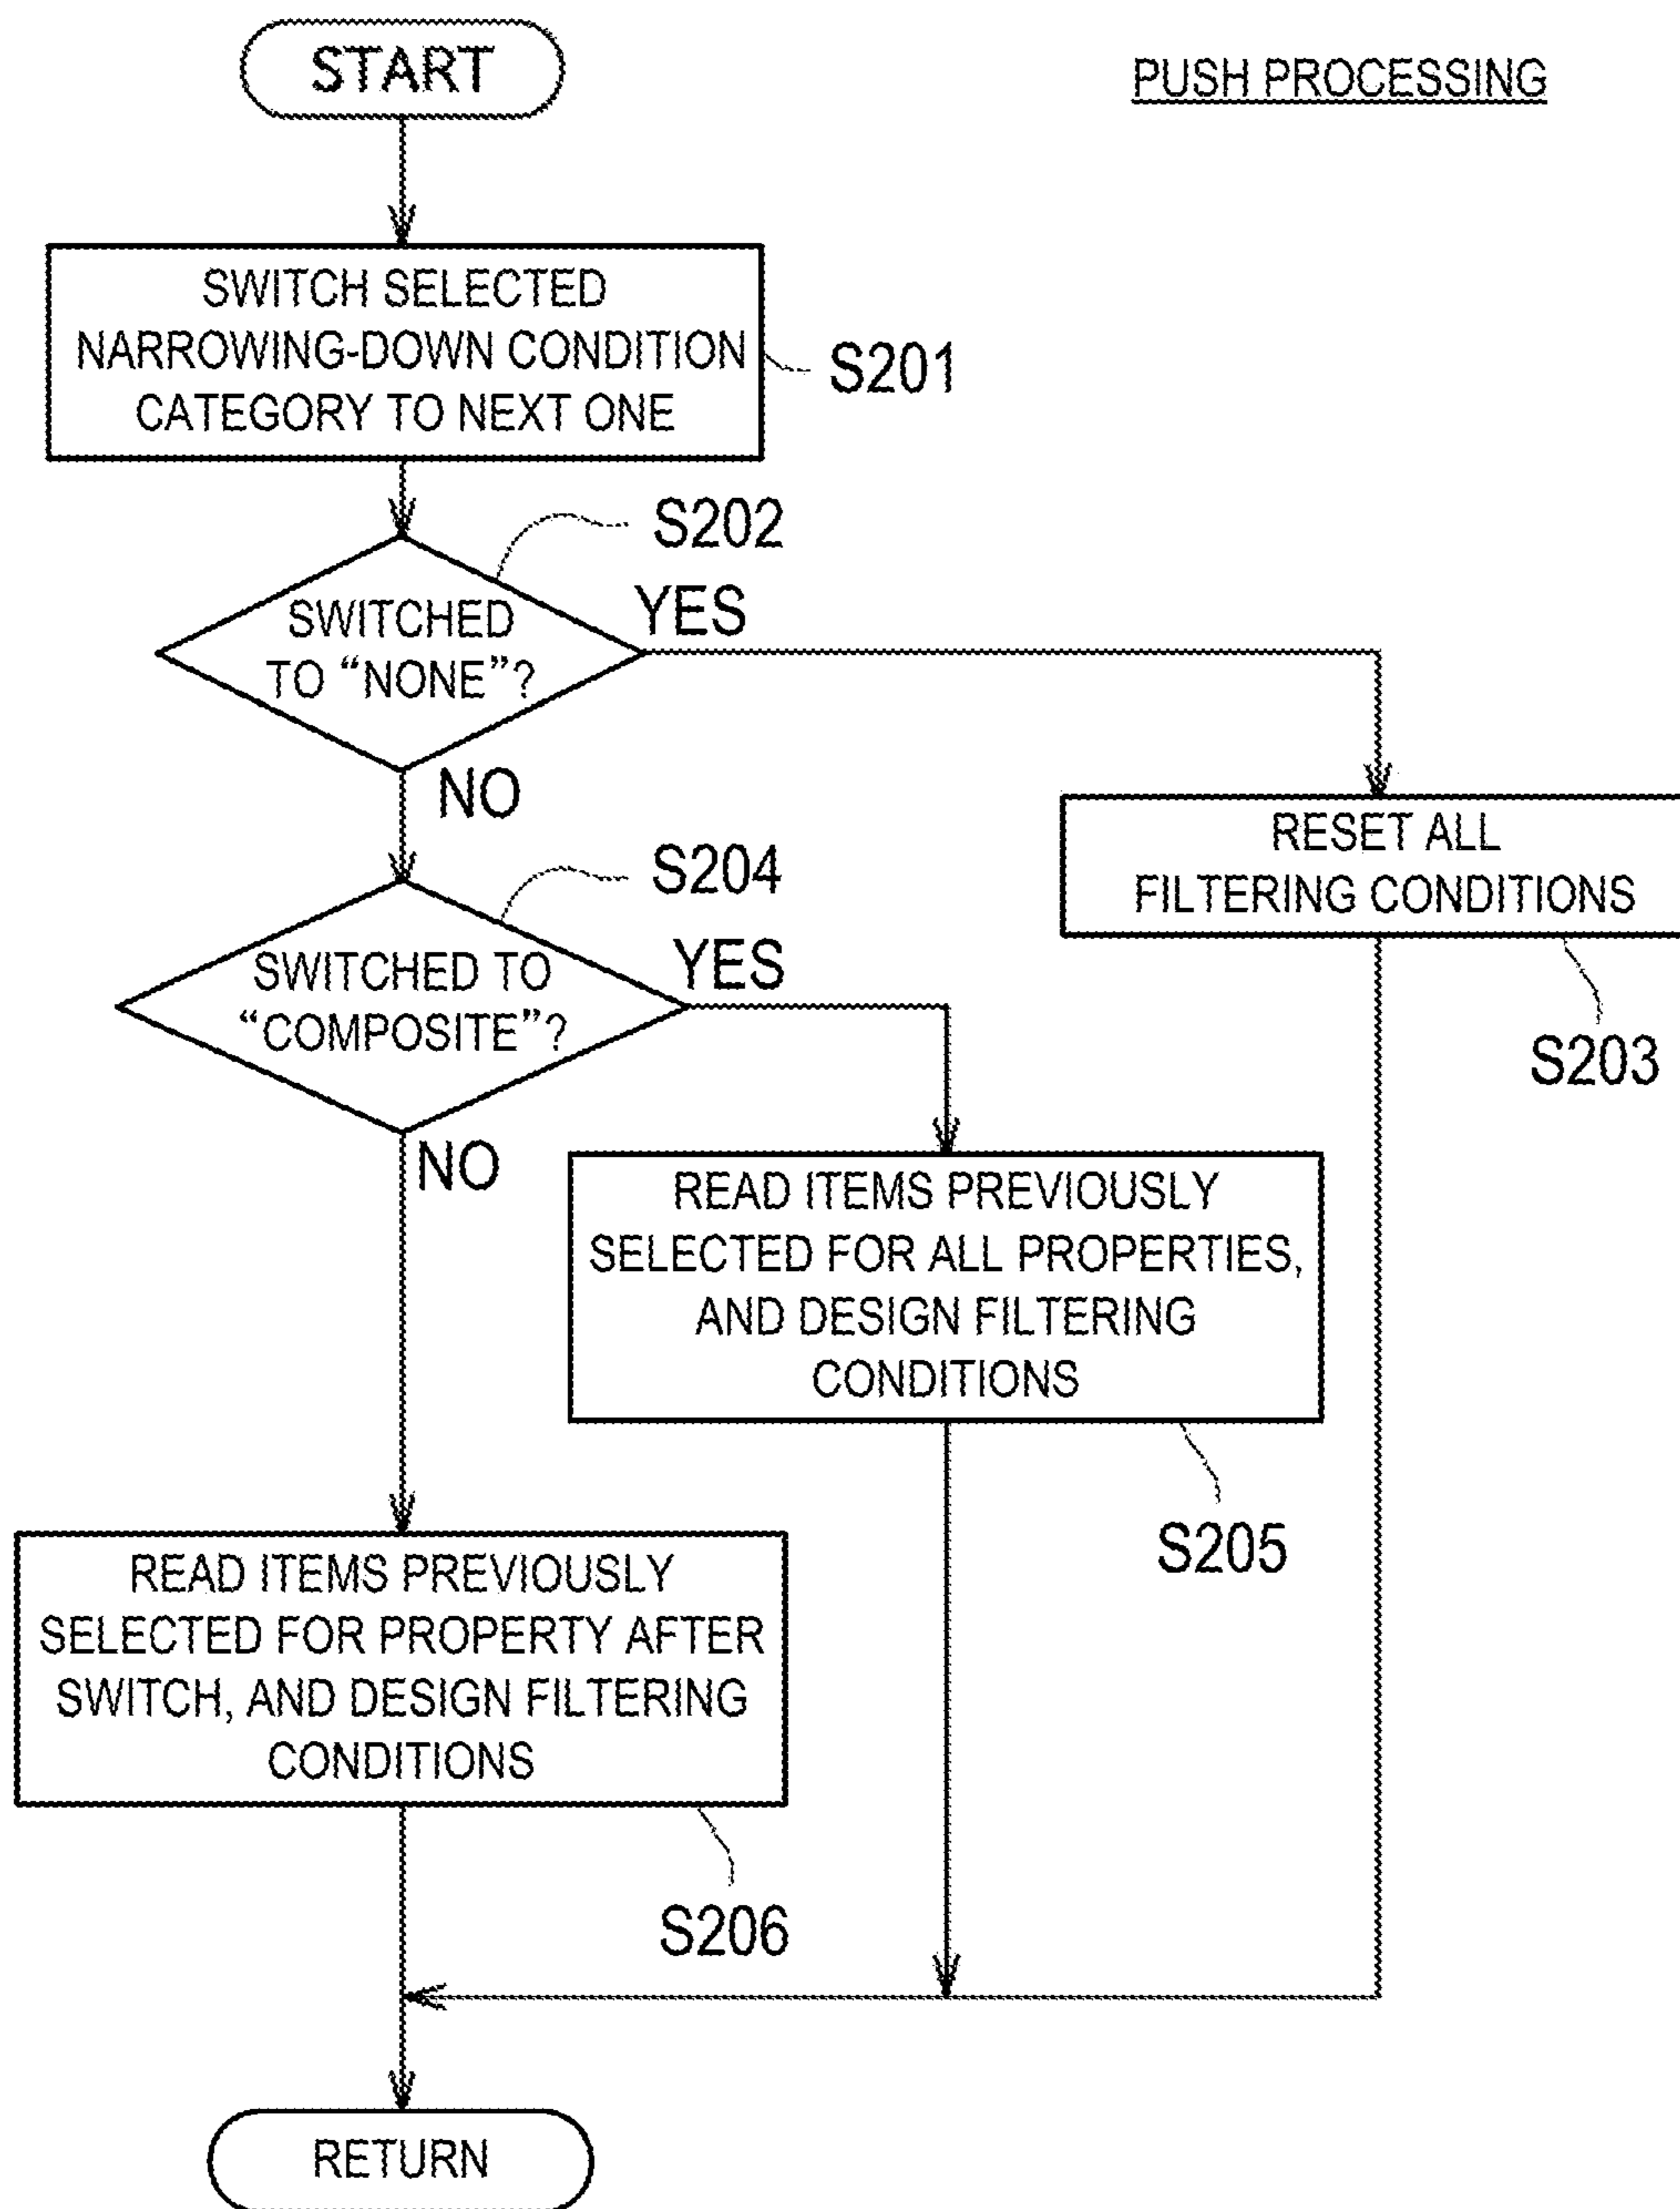 START
PUSH PROCESSING
SWITCH SELECTED
NARROWING-DOWN CONDITION
CATEGORY TO NEXT ONE
S201
S202
SWITCHED
TO “NONE”?
YES
NO
RESET ALL
FILTERING CONDITIONS
S203
S204
SWITCHED TO
“COMPOSITE”?
YES
NO
READ ITEMS PREVIOUSLY
SELECTED FOR ALL PROPERTIES,
AND DESIGN FILTERING
CONDITIONS
S205
READ ITEMS PREVIOUSLY
SELECTED FOR PROPERTY AFTER
SWITCH, AND DESIGN FILTERING
CONDITIONS
S206
RETURN